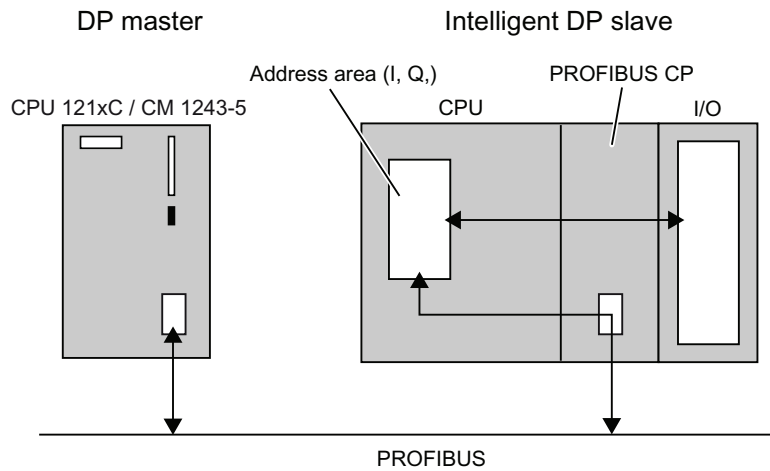 DP master
Intelligent DP slave
Address area (I, Q,)
PROFIBUS CP
CPU 121xC / CM 1243-5
CPU
I/O
PROFIBUS